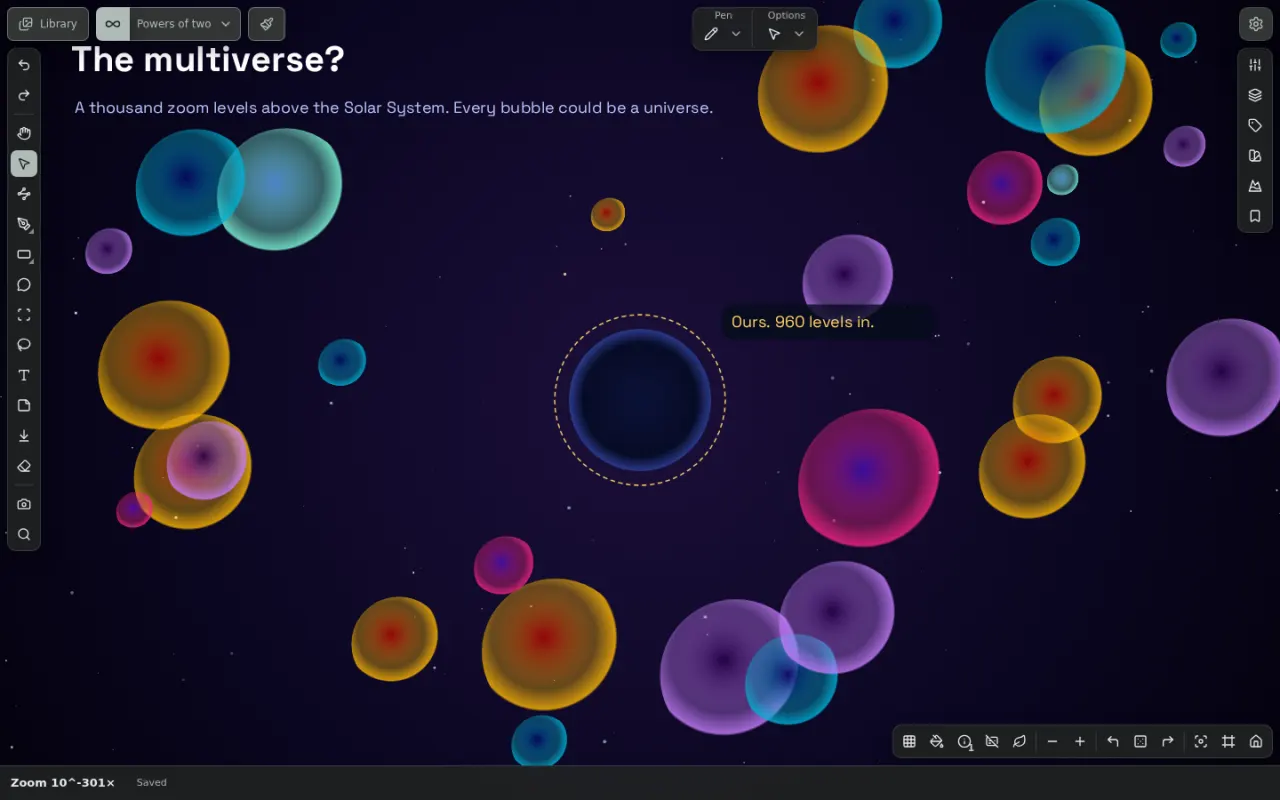 Library
Powers of two
Pen
Options
The multiverse?
A thousand zoom levels above the Solar System. Every bubble could be a universe.
Ours. 960 levels in.
1
Zoom 10^-301×
Saved